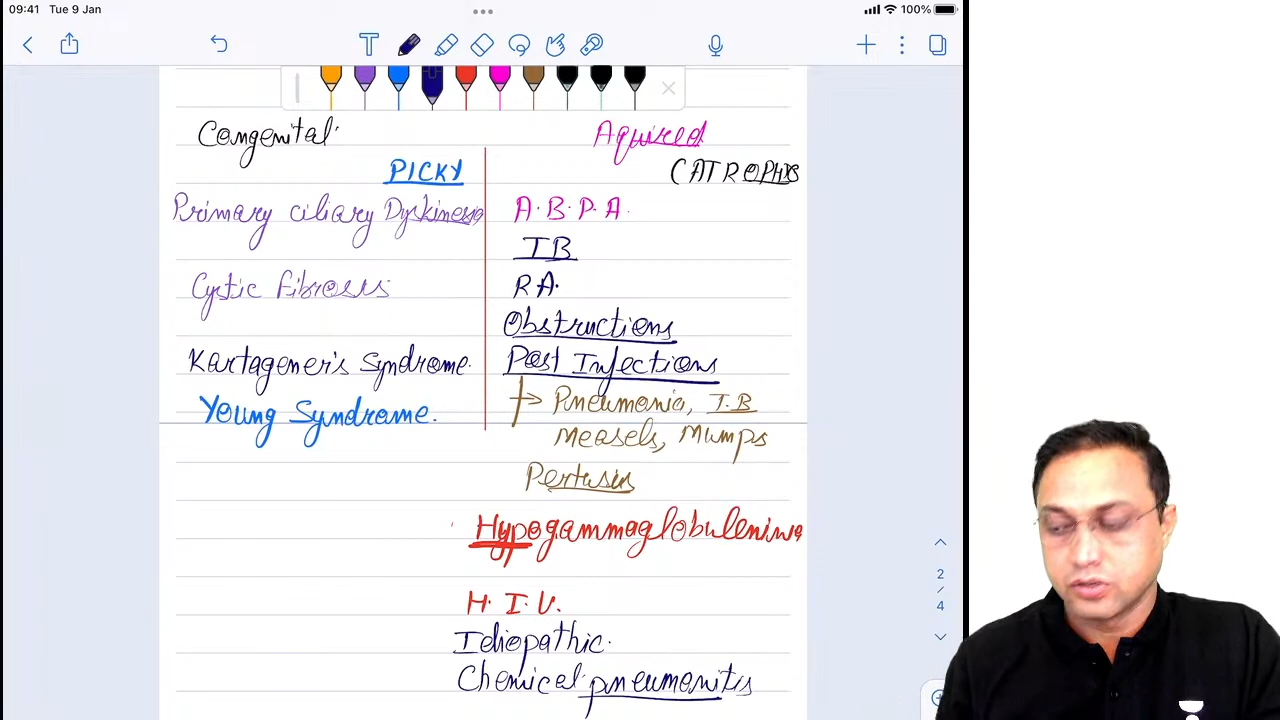 09:41 Tue 9 Jan
100%
T
Congenital
Aquired
PICKY
CATROPHIS
Primary ciliary Dyskinesia
A.B.P.A.
TB
Cystic Fibrosis
RA.
Obstructions
Kartagener's Syndrome.
Post Infections
Young Syndrome.
Pneumonia, T.B
Measels, Mumps
Pertusis
Hypogammaglobulenima
H. I. V.
Idiopathic.
Chemical pneumonitis
2
/
4